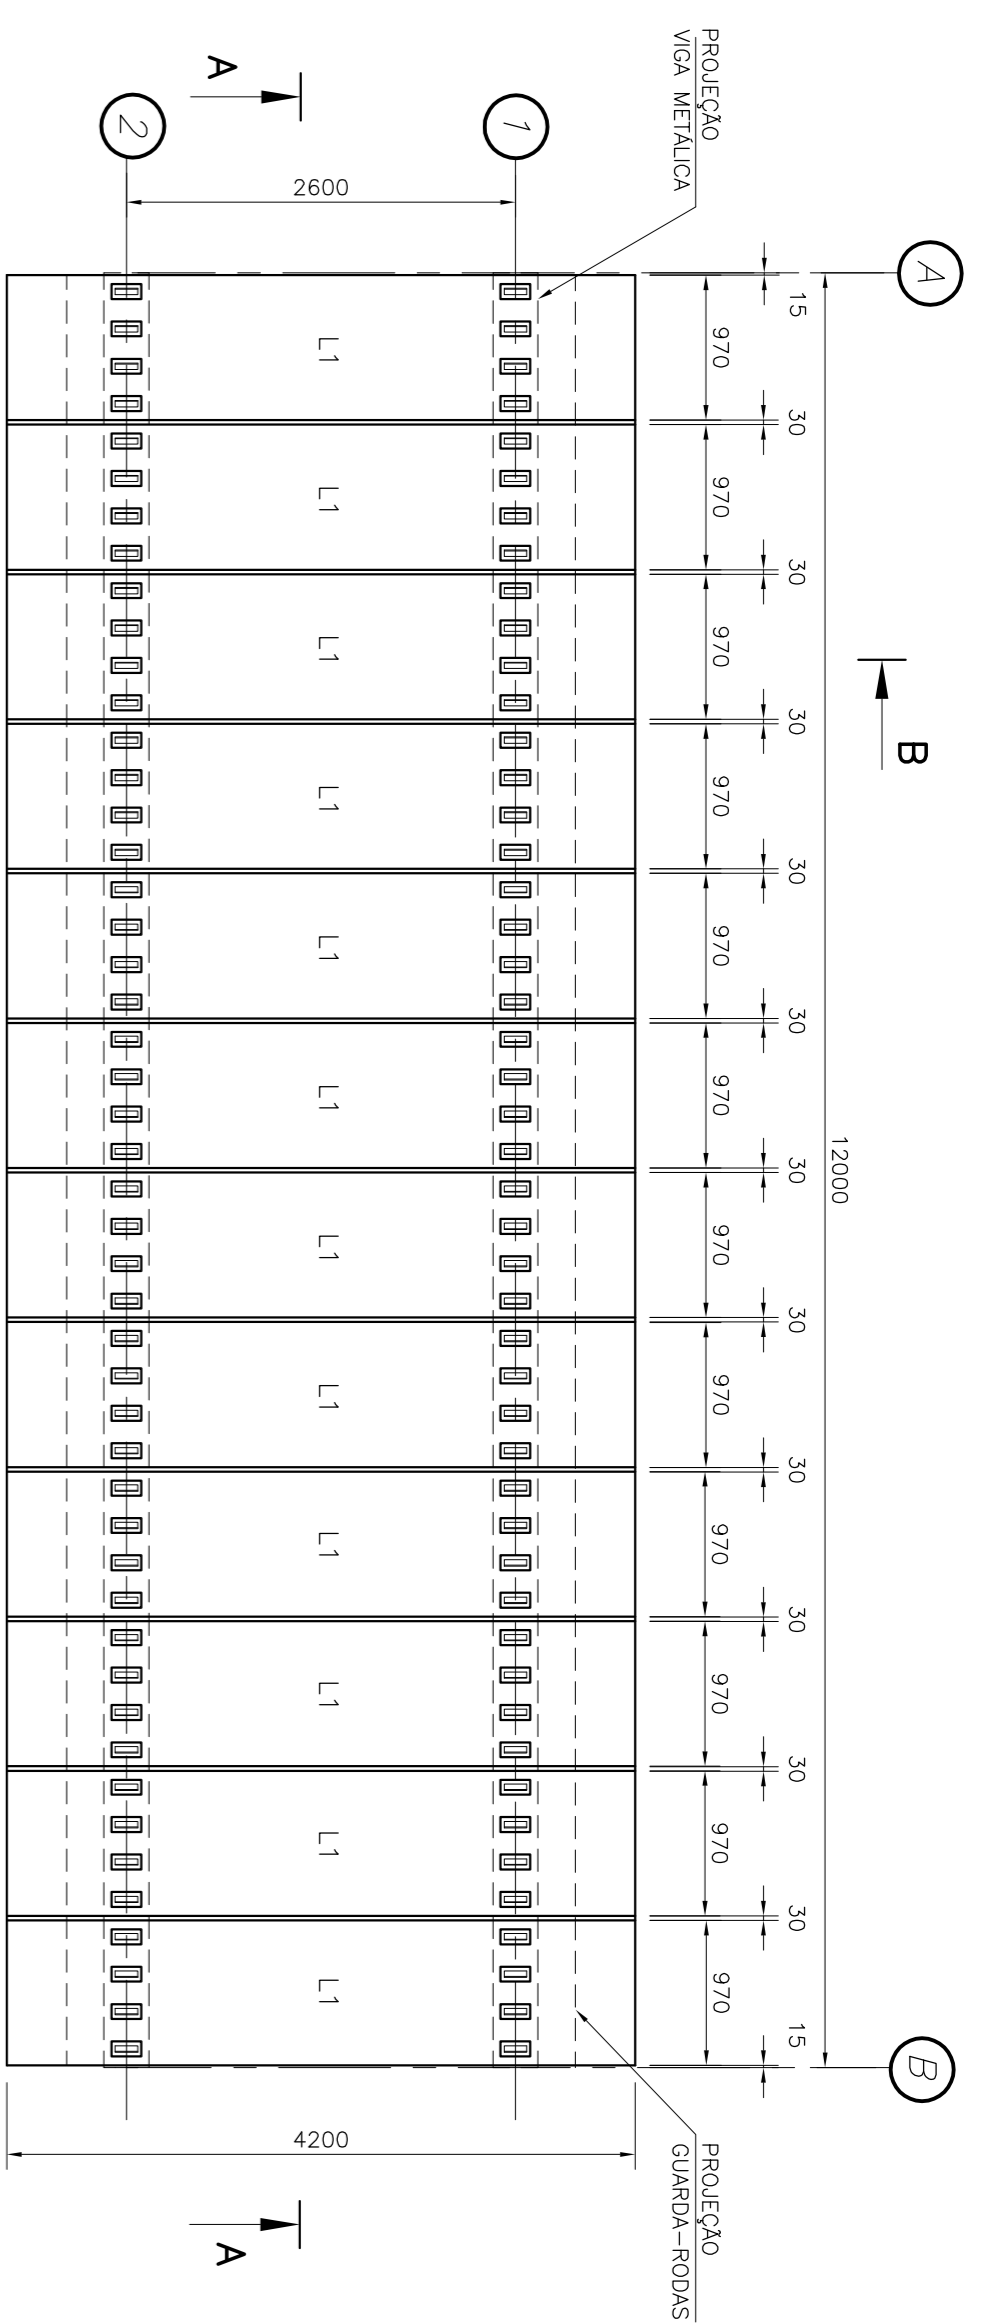 A
B
B
12000
15 30 30 30 30 30 30 30 30 30 30 30 15
970 970 970 970 970 970 970 970 970 970 970 970
PROJEÇÃO
VIGA METÁLICA
PROJEÇÃO
GUARDA-RODAS
1
2600
L1 L1 L1 L1 L1 L1 L1 L1 L1 L1 L1 L1
4200
A
A
2